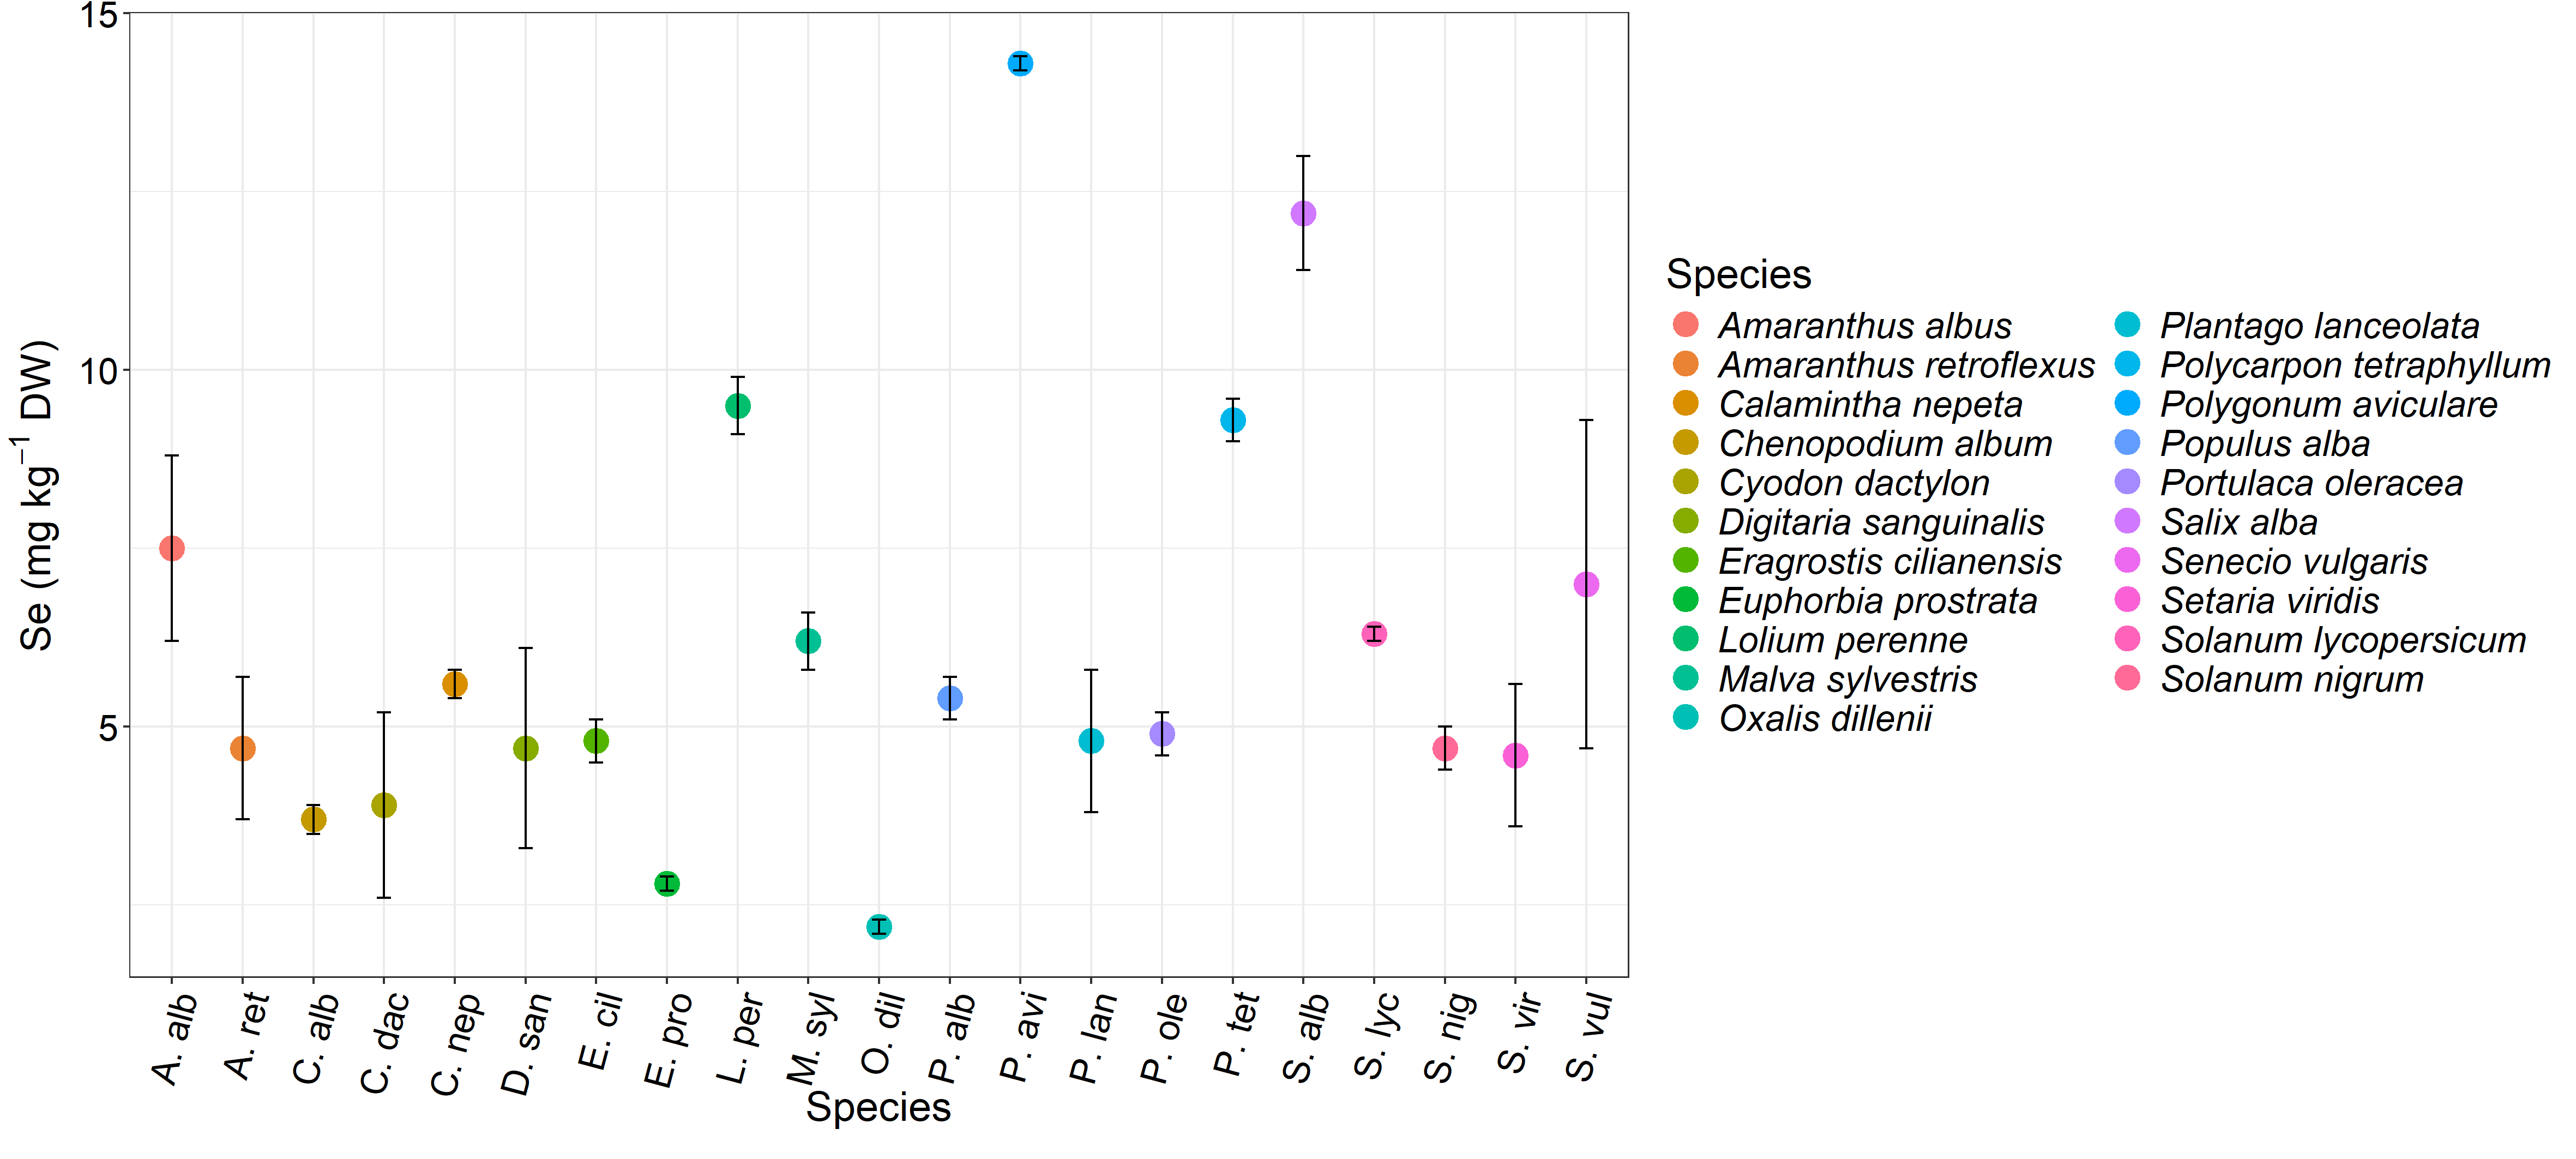 15
10
5
Se (mg kg⁻¹ DW)
A. alb
A. ret
C. alb
C. dac
C. nep
D. san
E. cil
E. pro
L. per
M. syl
O. dil
P. alb
P. avi
P. lan
P. ole
P. tet
S. alb
S. lyc
S. nig
S. vir
S. vul
Species
Species
Amaranthus albus
Amaranthus retroflexus
Calamintha nepeta
Chenopodium album
Cyodon dactylon
Digitaria sanguinalis
Eragrostis cilianensis
Euphorbia prostrata
Lolium perenne
Malva sylvestris
Oxalis dillenii
Plantago lanceolata
Polycarpon tetraphyllum
Polygonum aviculare
Populus alba
Portulaca oleracea
Salix alba
Senecio vulgaris
Setaria viridis
Solanum lycopersicum
Solanum nigrum